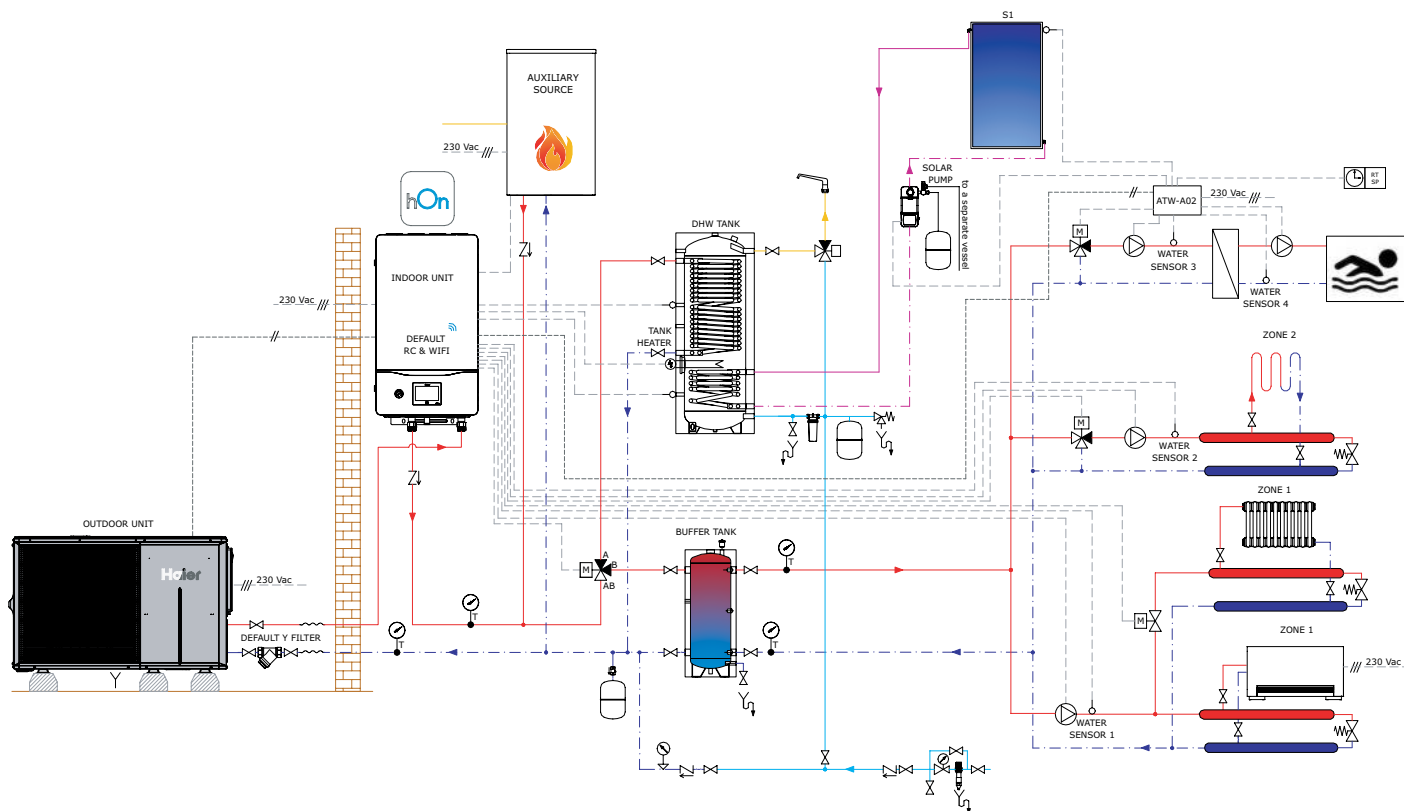 S1
AUXILIARY
SOURCE
230 Vac
hOn
SOLAR
PUMP
to a separate vessel
RT
SP
230 Vac
ATW-A02
M
DHW TANK
WATER
SENSOR 3
WATER
SENSOR 4
INDOOR UNIT
230 Vac
DEFAULT
RC & WIFI
TANK
HEATER
ZONE 2
M
WATER
SENSOR 2
ZONE 1
OUTDOOR UNIT
BUFFER TANK
Haier
230 Vac
A
B
AB
M
T
T
M
DEFAULT Y FILTER
T
T
ZONE 1
230 Vac
WATER
SENSOR 1